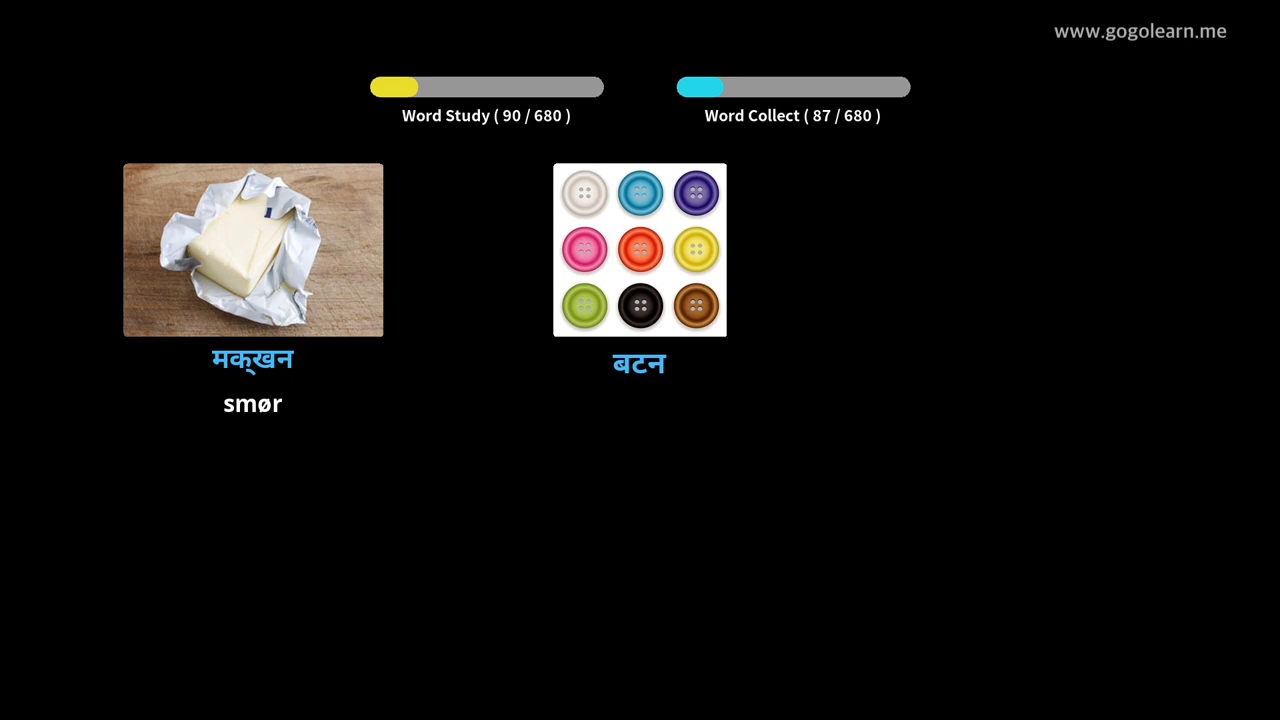 www.gogolearn.me
Word Study ( 90 / 680 )
Word Collect ( 87 / 680 )
मक्खन
बटन
smør